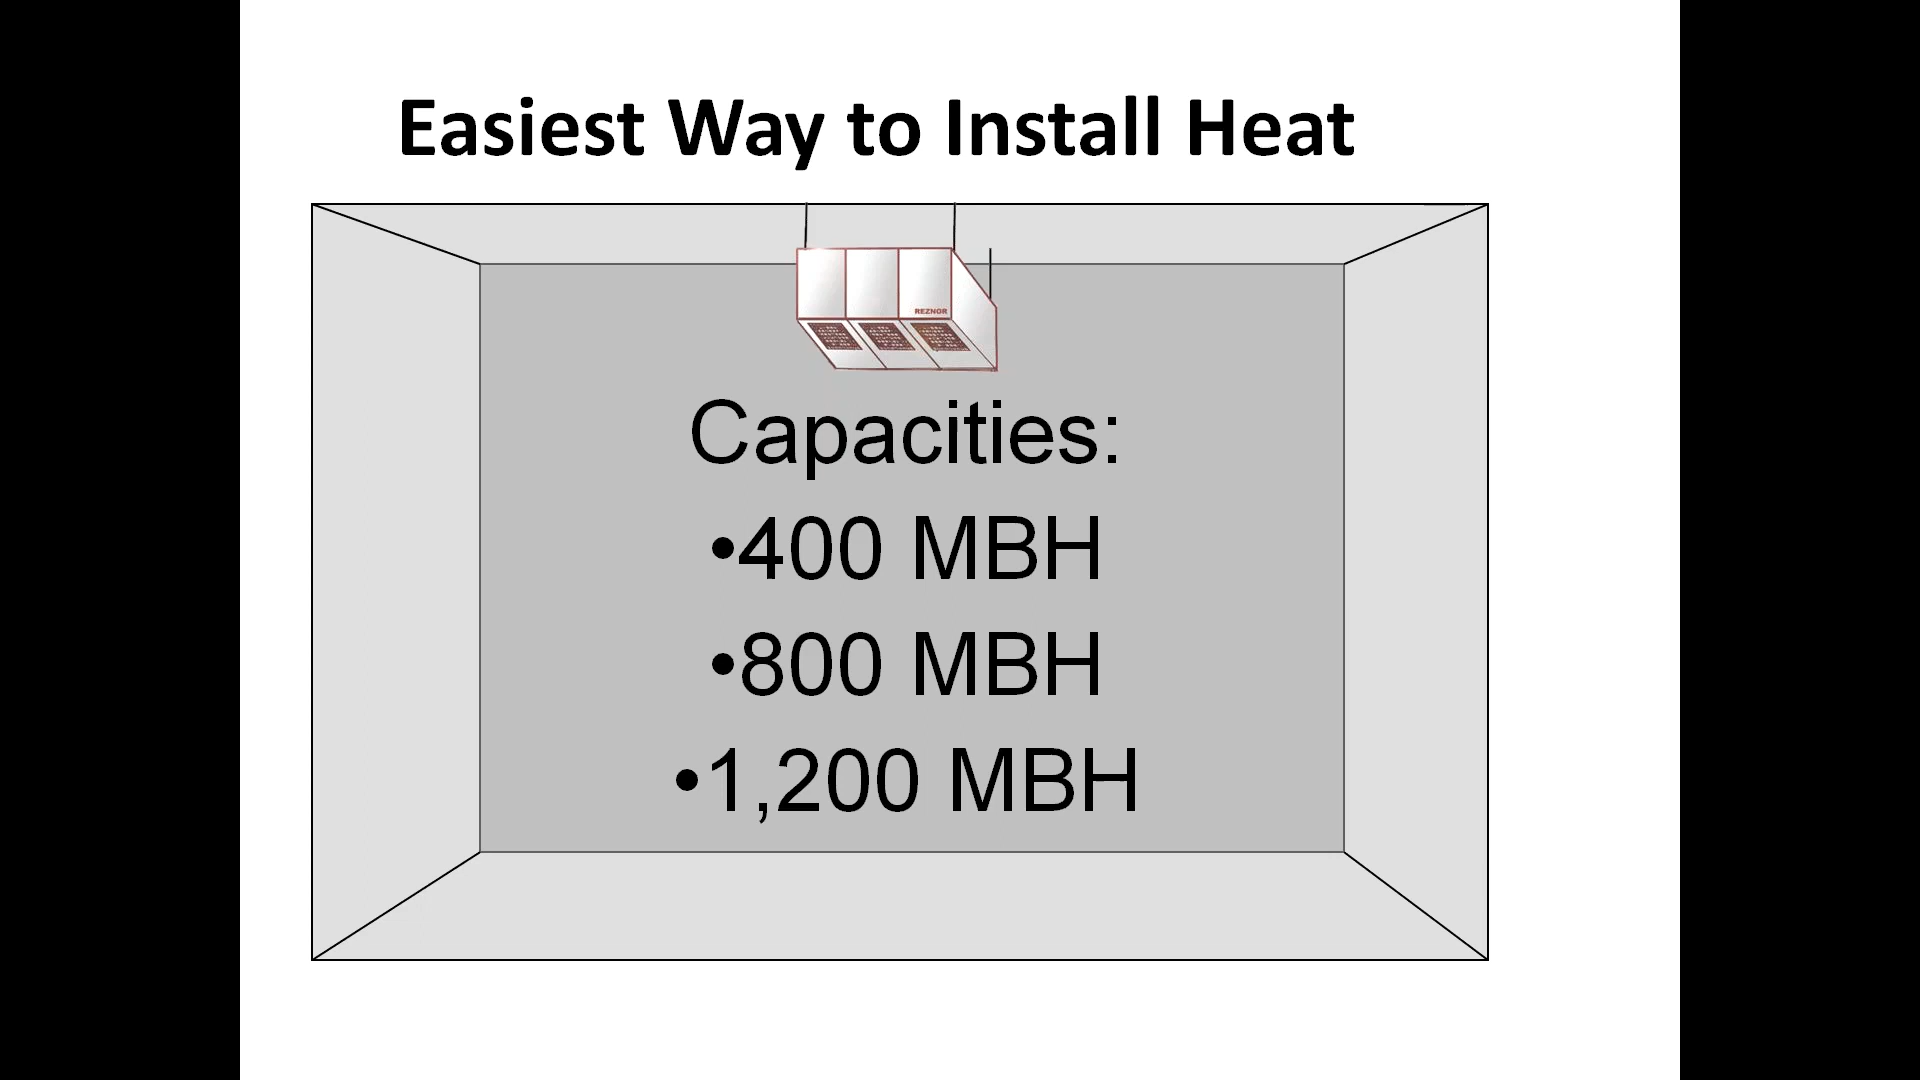 Easiest Way to Install Heat
REZNOR
Capacities:
•400 MBH
•800 MBH
•1,200 MBH